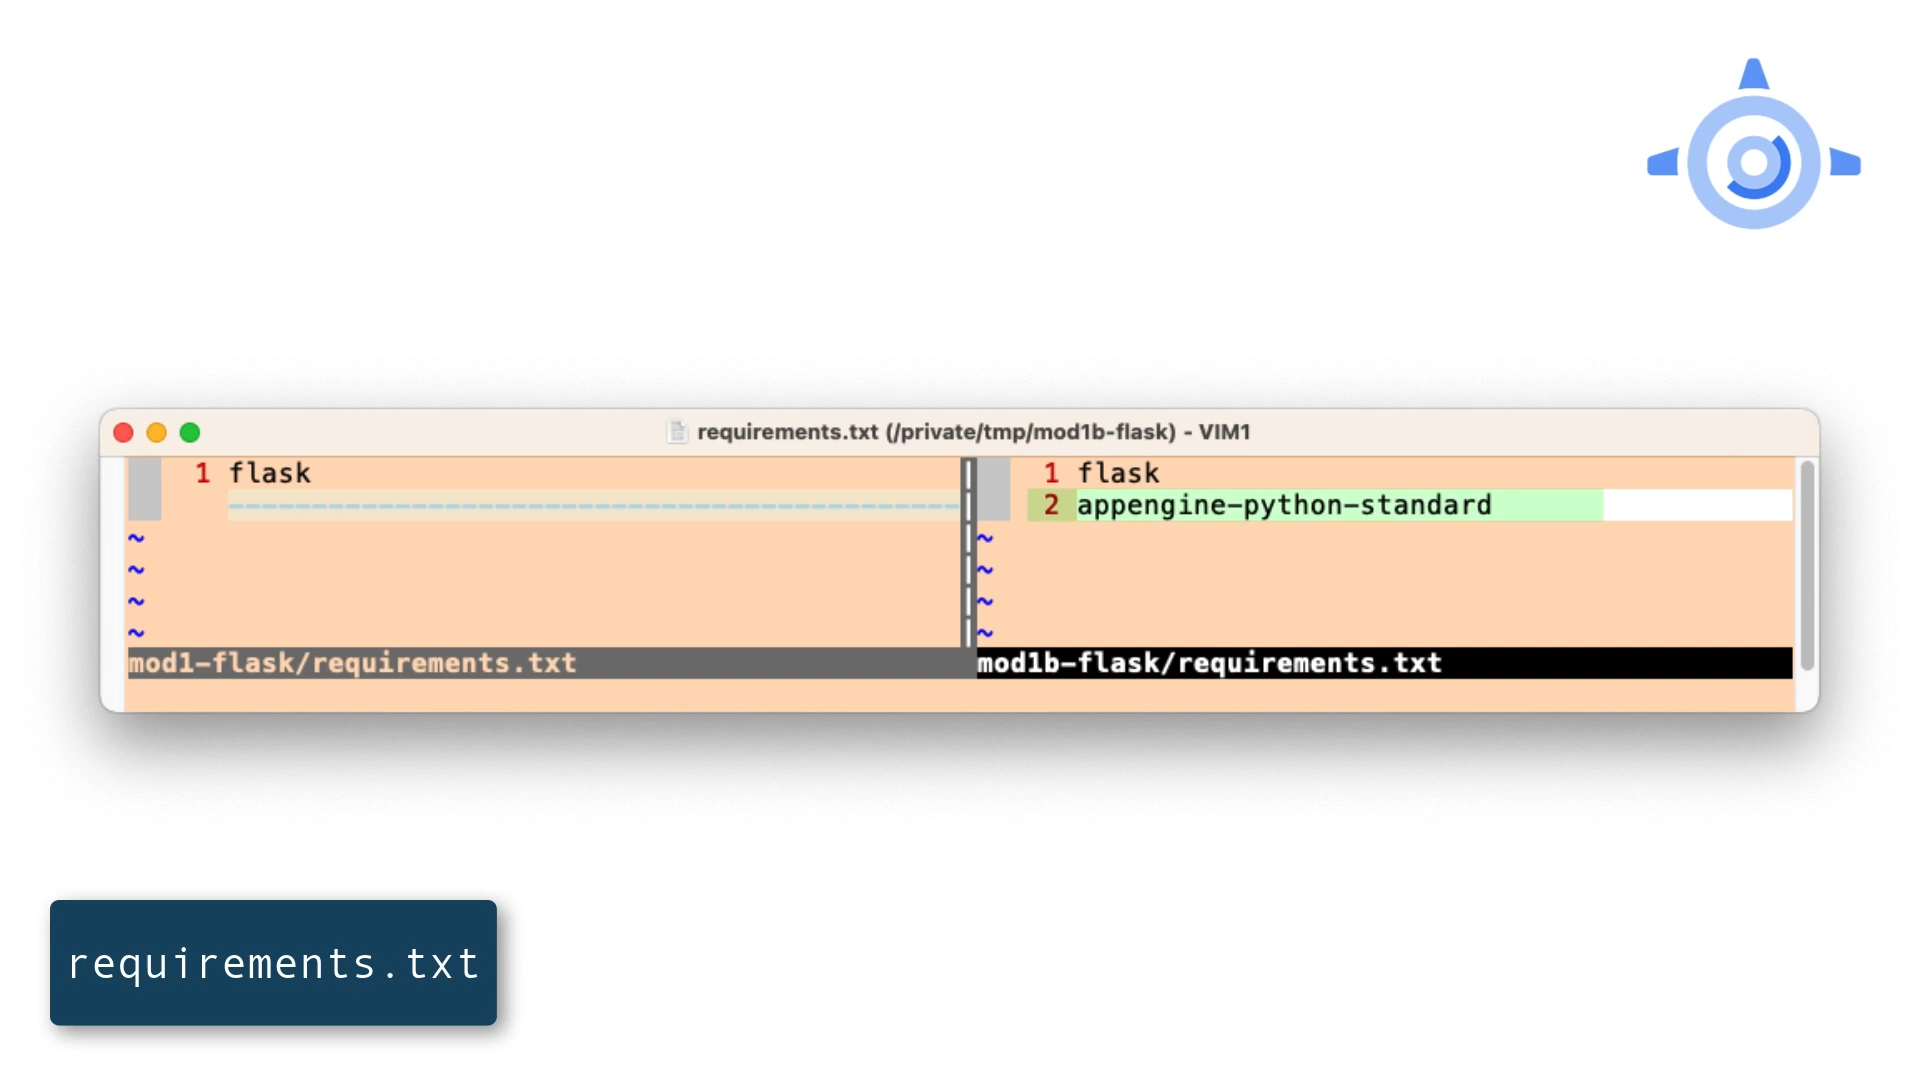 requirements.txt (/private/tmp/mod1b-flask) - VIM1
1 flask
~
~
~
~
mod1-flask/requirements.txt
1 flask
2 appengine-python-standard
~
~
~
~
mod1b-flask/requirements.txt
requirements.txt